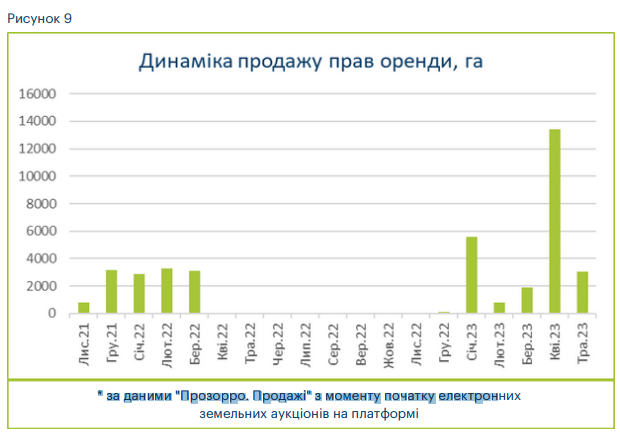 Рисунок 9
Динаміка продажу прав оренди, га
16000
14000
12000
10000
8000
6000
4000
2000
0
Лис.21
Гру.21
Січ.22
Лют.22
Бер.22
Кві.22
Тра.22
Чер.22
Лип.22
Сер.22
Вер.22
Жов.22
Лис.22
Гру.22
Січ.23
Лют.23
Бер.23
Кві.23
Тра.23
* за даними "Прозорро. Продажі" з моменту початку електронних
земельних аукціонів на платформі